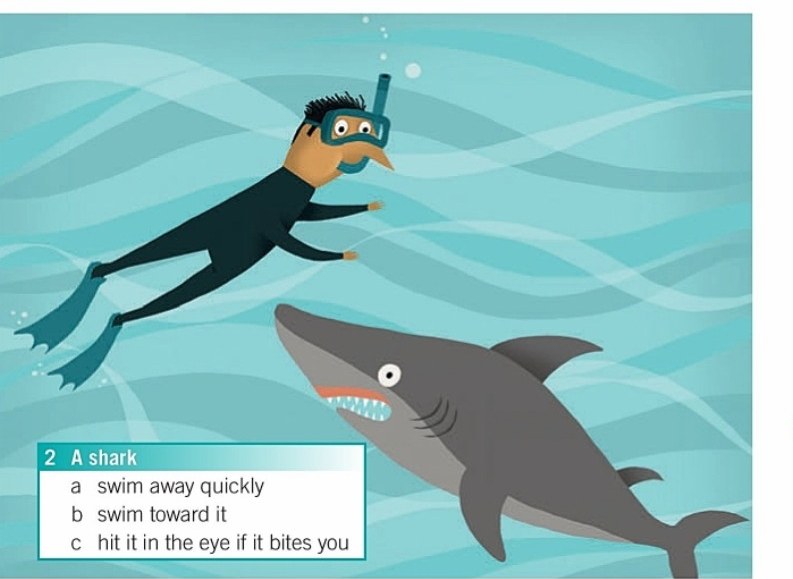 2 A shark
a swim away quickly
b swim toward it
c hit it in the eye if it bites you